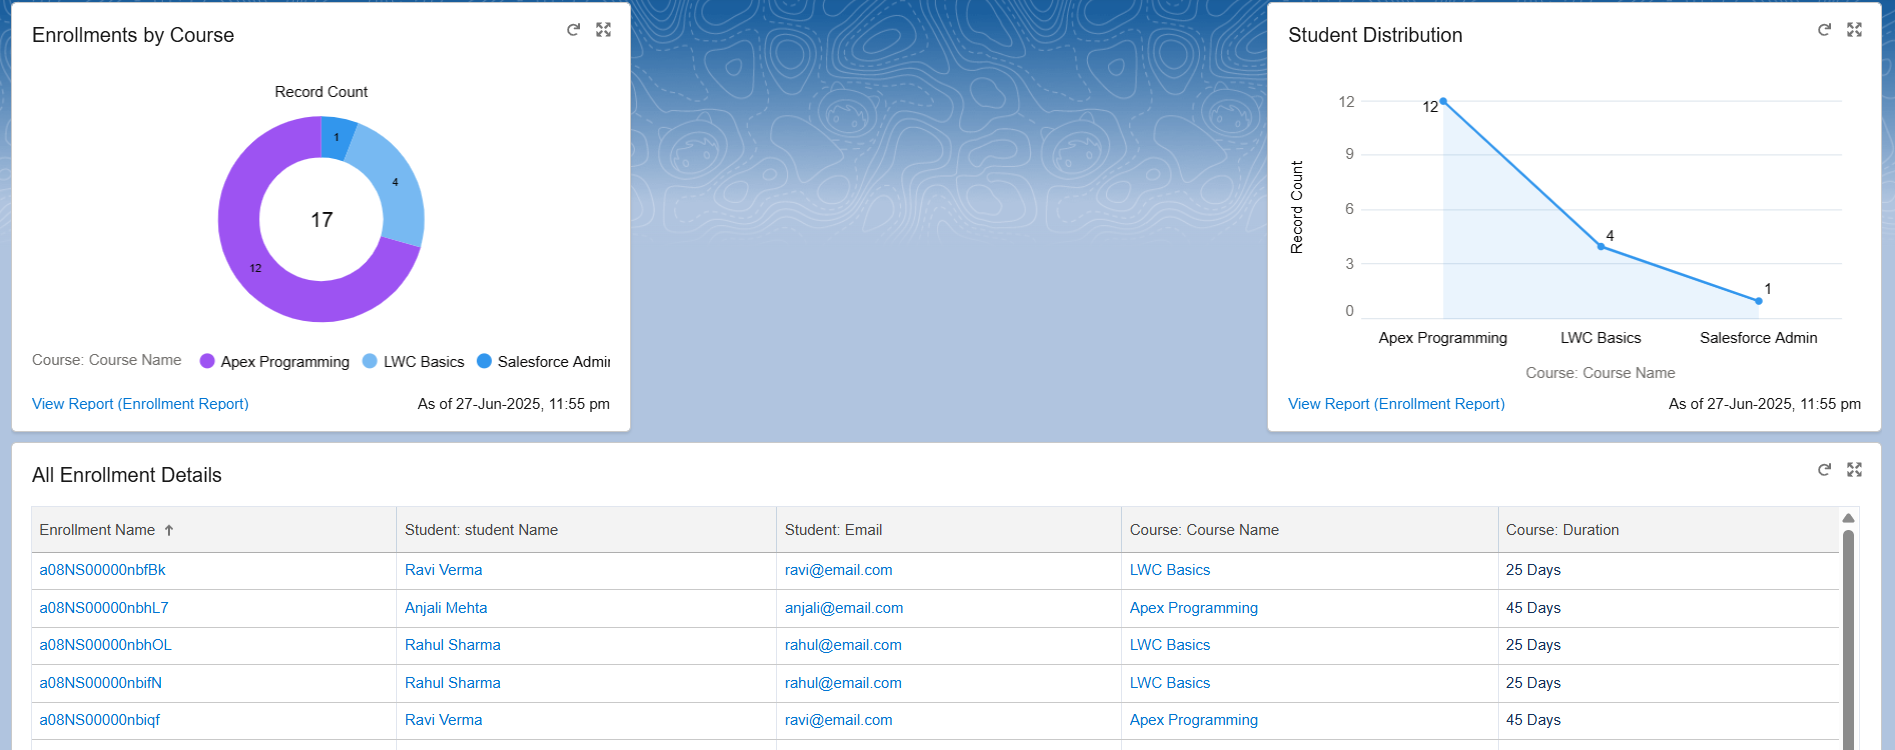 Enrollments by Course
Record Count
1
4
17
12
Course: Course Name Apex Programming LWC Basics Salesforce Admin
View Report (Enrollment Report) As of 27-Jun-2025, 11:55 pm
Student Distribution
12
9
6
3
0
Record Count
12
4
1
Apex Programming LWC Basics Salesforce Admin
Course: Course Name
View Report (Enrollment Report) As of 27-Jun-2025, 11:55 pm
All Enrollment Details
Enrollment Name ↑ Student: student Name Student: Email Course: Course Name Course: Duration
a08NS00000nbfBk Ravi Verma ravi@email.com LWC Basics 25 Days
a08NS00000nbhL7 Anjali Mehta anjali@email.com Apex Programming 45 Days
a08NS00000nbhOL Rahul Sharma rahul@email.com LWC Basics 25 Days
a08NS00000nbifN Rahul Sharma rahul@email.com LWC Basics 25 Days
a08NS00000nbiqf Ravi Verma ravi@email.com Apex Programming 45 Days